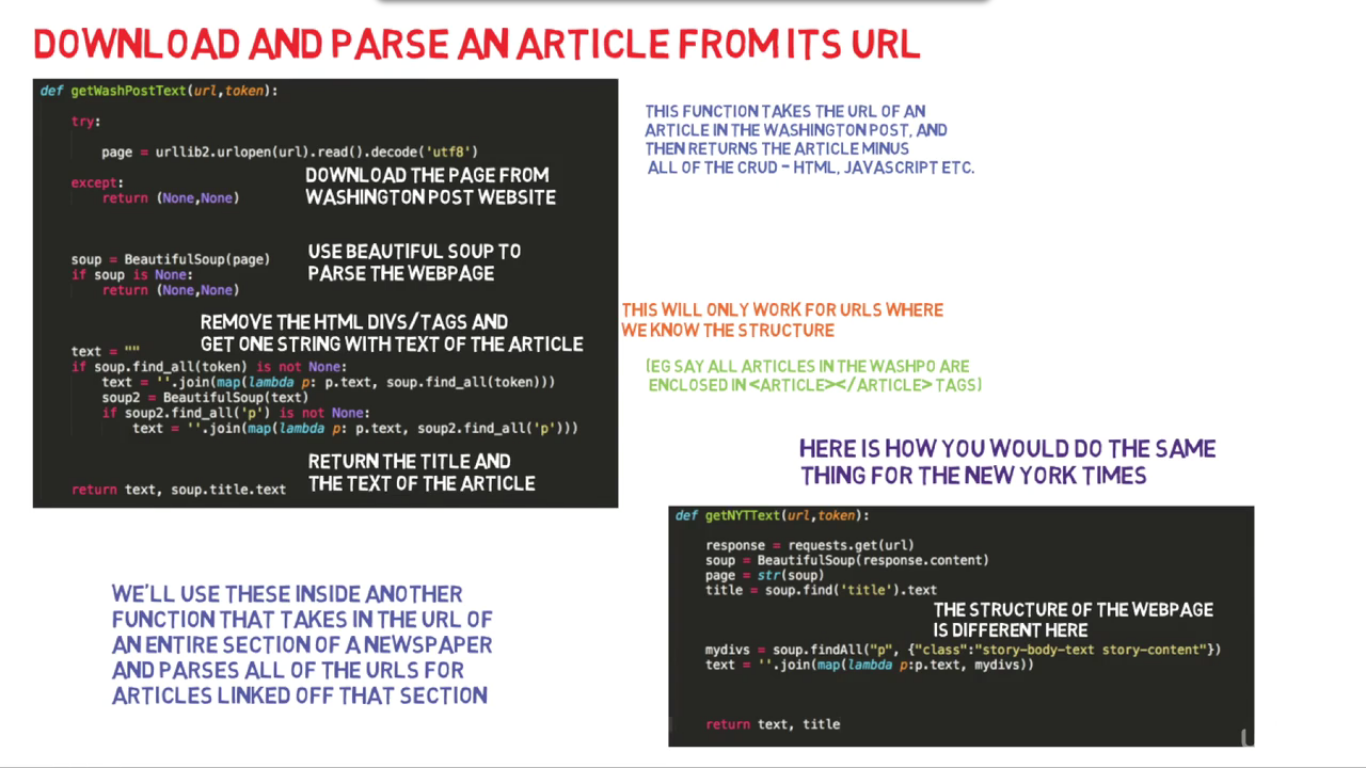 DOWNLOAD AND PARSE AN ARTICLE FROM ITS URL
def getWashPostText(url,token):
try:
page = urllib2.urlopen(url).read().decode('utf8')
DOWNLOAD THE PAGE FROM
WASHINGTON POST WEBSITE
except:
return (None,None)
USE BEAUTIFUL SOUP TO
PARSE THE WEBPAGE
soup = BeautifulSoup(page)
if soup is None:
return (None,None)
REMOVE THE HTML DIVS/TAGS AND
GET ONE STRING WITH TEXT OF THE ARTICLE
text = ""
if soup.find_all(token) is not None:
text = ''.join(map(lambda p: p.text, soup.find_all(token)))
soup2 = BeautifulSoup(text)
if soup2.find_all('p') is not None:
text = ''.join(map(lambda p: p.text, soup2.find_all('p')))
RETURN THE TITLE AND
THE TEXT OF THE ARTICLE
return text, soup.title.text
THIS FUNCTION TAKES THE URL OF AN
ARTICLE IN THE WASHINGTON POST, AND
THEN RETURNS THE ARTICLE MINUS
ALL OF THE CRUD - HTML, JAVASCRIPT ETC.
THIS WILL ONLY WORK FOR URLS WHERE
WE KNOW THE STRUCTURE
(EG SAY ALL ARTICLES IN THE WASHPO ARE
ENCLOSED IN <ARTICLE></ARTICLE> TAGS)
HERE IS HOW YOU WOULD DO THE SAME
THING FOR THE NEW YORK TIMES
def getNYTText(url,token):
response = requests.get(url)
soup = BeautifulSoup(response.content)
page = str(soup)
title = soup.find('title').text
THE STRUCTURE OF THE WEBPAGE
IS DIFFERENT HERE
mydivs = soup.findAll("p", {"class":"story-body-text story-content"})
text = ''.join(map(lambda p:p.text, mydivs))
return text, title
WE'LL USE THESE INSIDE ANOTHER
FUNCTION THAT TAKES IN THE URL OF
AN ENTIRE SECTION OF A NEWSPAPER
AND PARSES ALL OF THE URLS FOR
ARTICLES LINKED OFF THAT SECTION